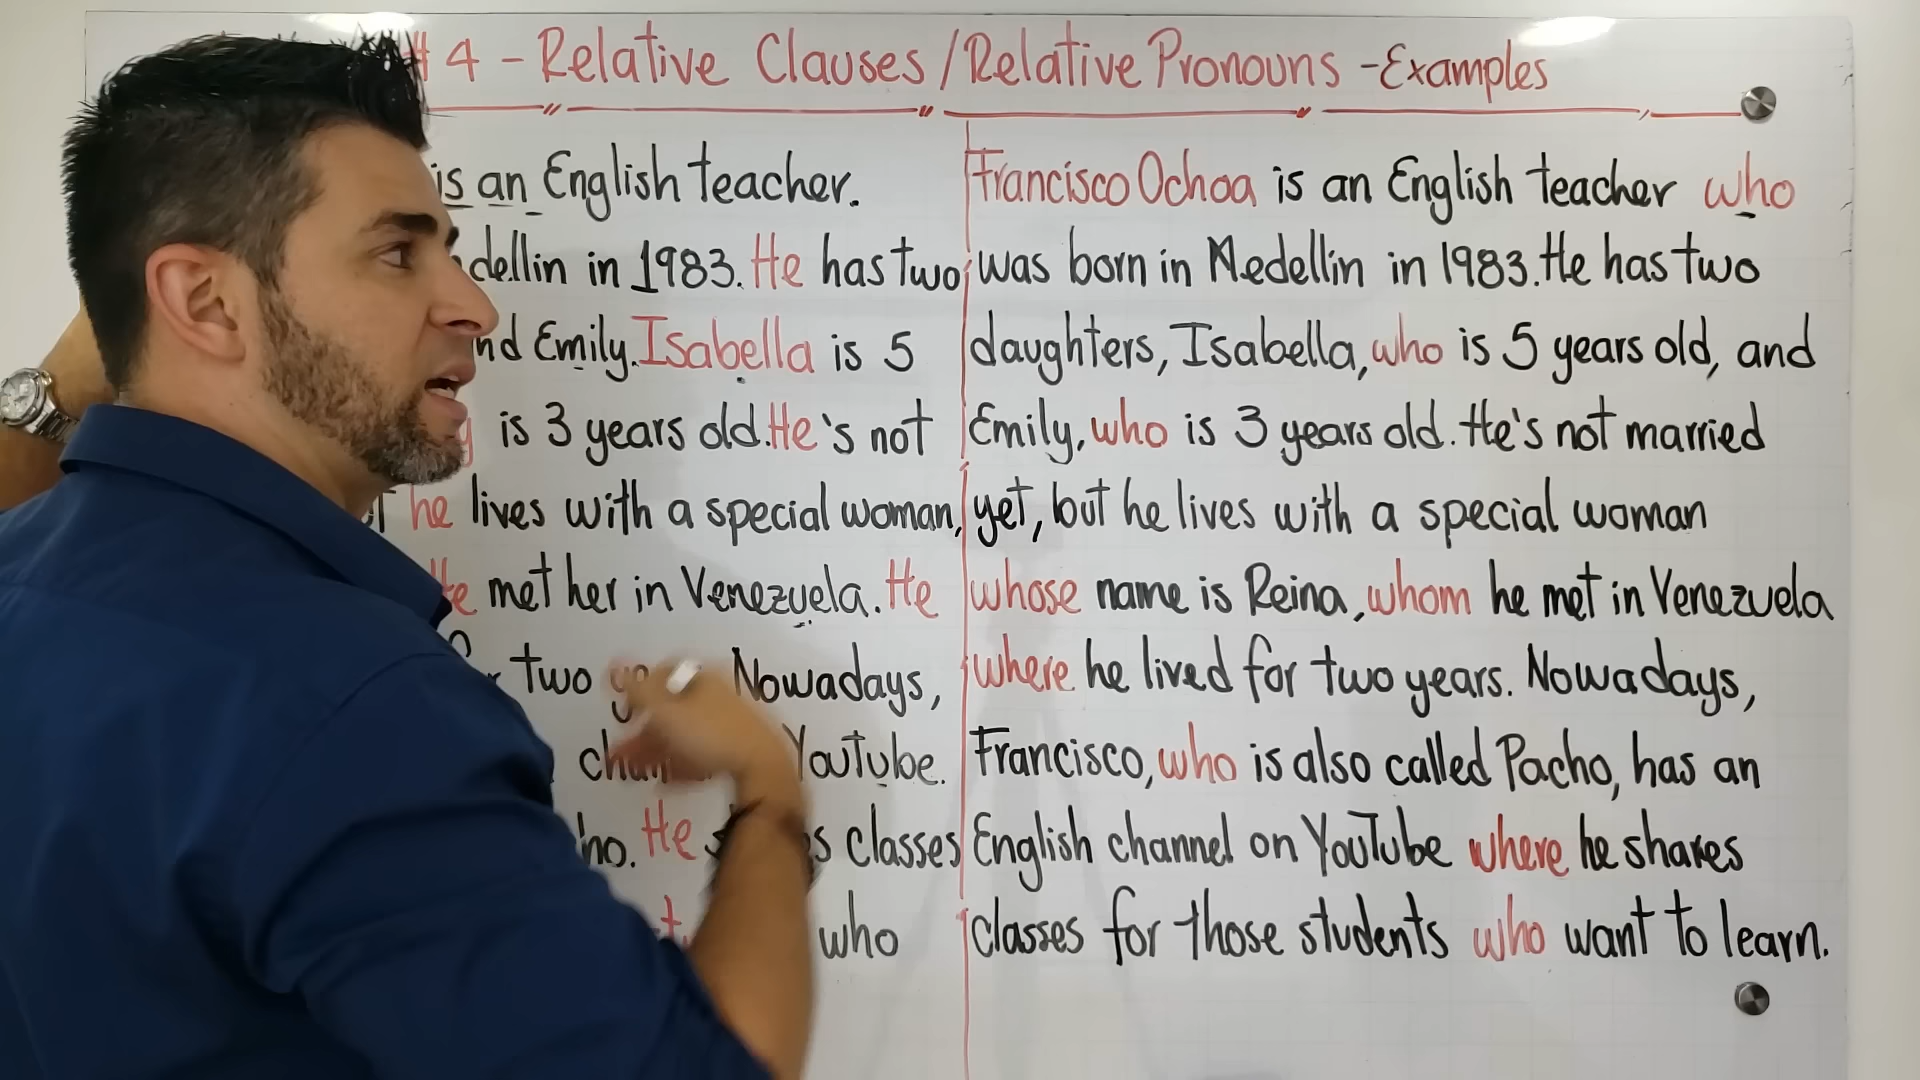 #4 - Relative Clauses / Relative Pronouns - Examples
is an English teacher.
dellin in 1983. He has two
nd Emily. Isabella is 5
is 3 years old. He's not
he lives with a special woman,
He met her in Venezuela. He
two Nowadays,
YouTube.
ho. He classes
who
Francisco Ochoa is an English teacher who
was born in Medellin in 1983. He has two
daughters, Isabella, who is 5 years old, and
Emily, who is 3 years old. He's not married
yet, but he lives with a special woman
whose name is Reina, whom he met in Venezuela
where he lived for two years. Nowadays,
Francisco, who is also called Pacho, has an
English channel on YouTube where he shares
classes for those students who want to learn.